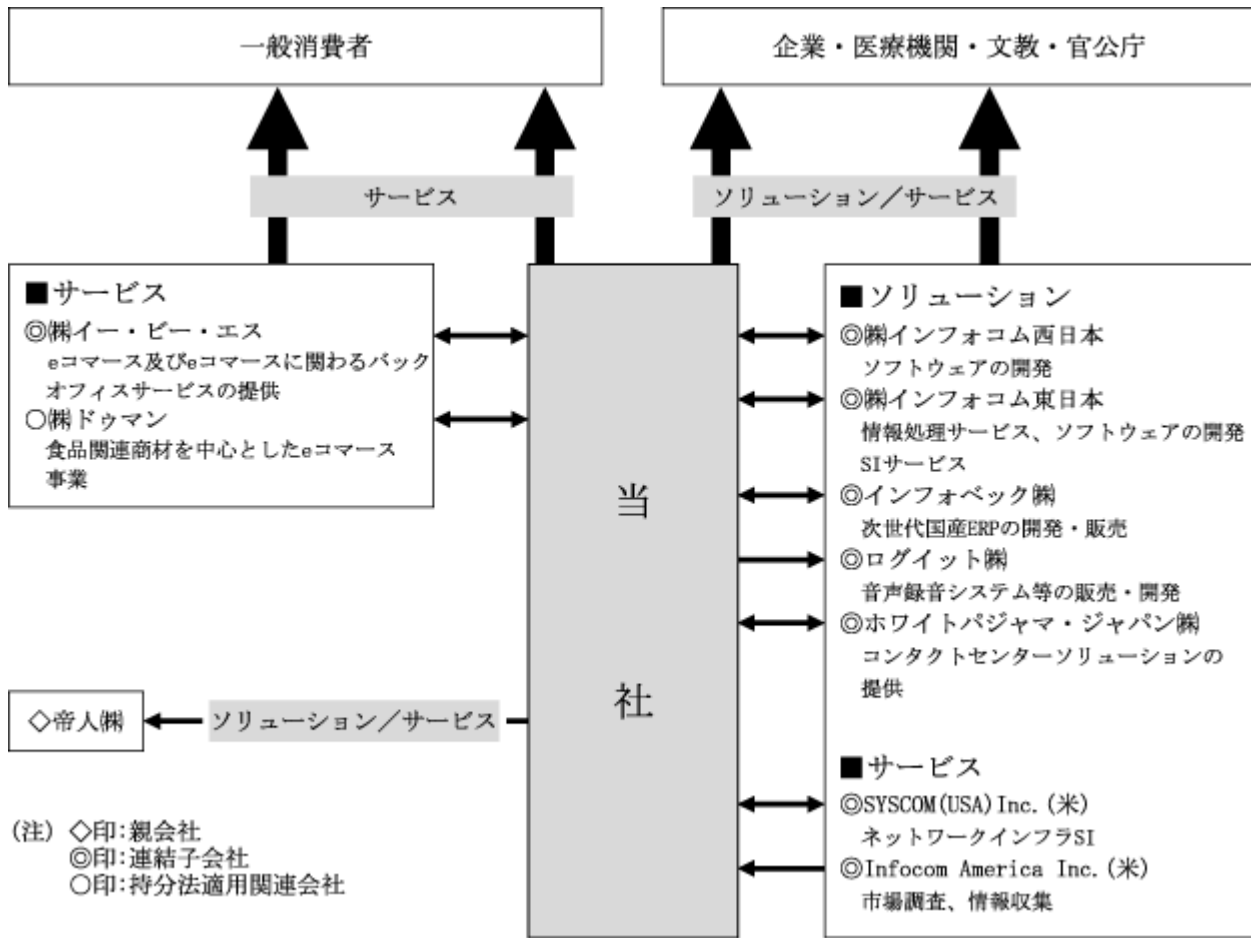 一般消費者
企業・医療機関・文教・官公庁
サービス
ソリューション／サービス
■サービス
◎㈱イー・ビー・エス
eコマース及びeコマースに関わるバック
オフィスサービスの提供
○㈱ドゥマン
食品関連商材を中心としたeコマース
事業
当
社
■ソリューション
◎㈱インフォコム西日本
ソフトウェアの開発
◎㈱インフォコム東日本
情報処理サービス、ソフトウェアの開発
SIサービス
◎インフォベック㈱
次世代国産ERPの開発・販売
◎ログイット㈱
音声録音システム等の販売・開発
◎ホワイトパジャマ・ジャパン㈱
コンタクトセンターソリューションの
提供
■サービス
◎SYSCOM(USA)Inc.(米)
ネットワークインフラSI
◎Infocom America Inc.(米)
市場調査、情報収集
◇帝人㈱
ソリューション／サービス
(注) ◇印：親会社
◎印：連結子会社
○印：持分法適用関連会社